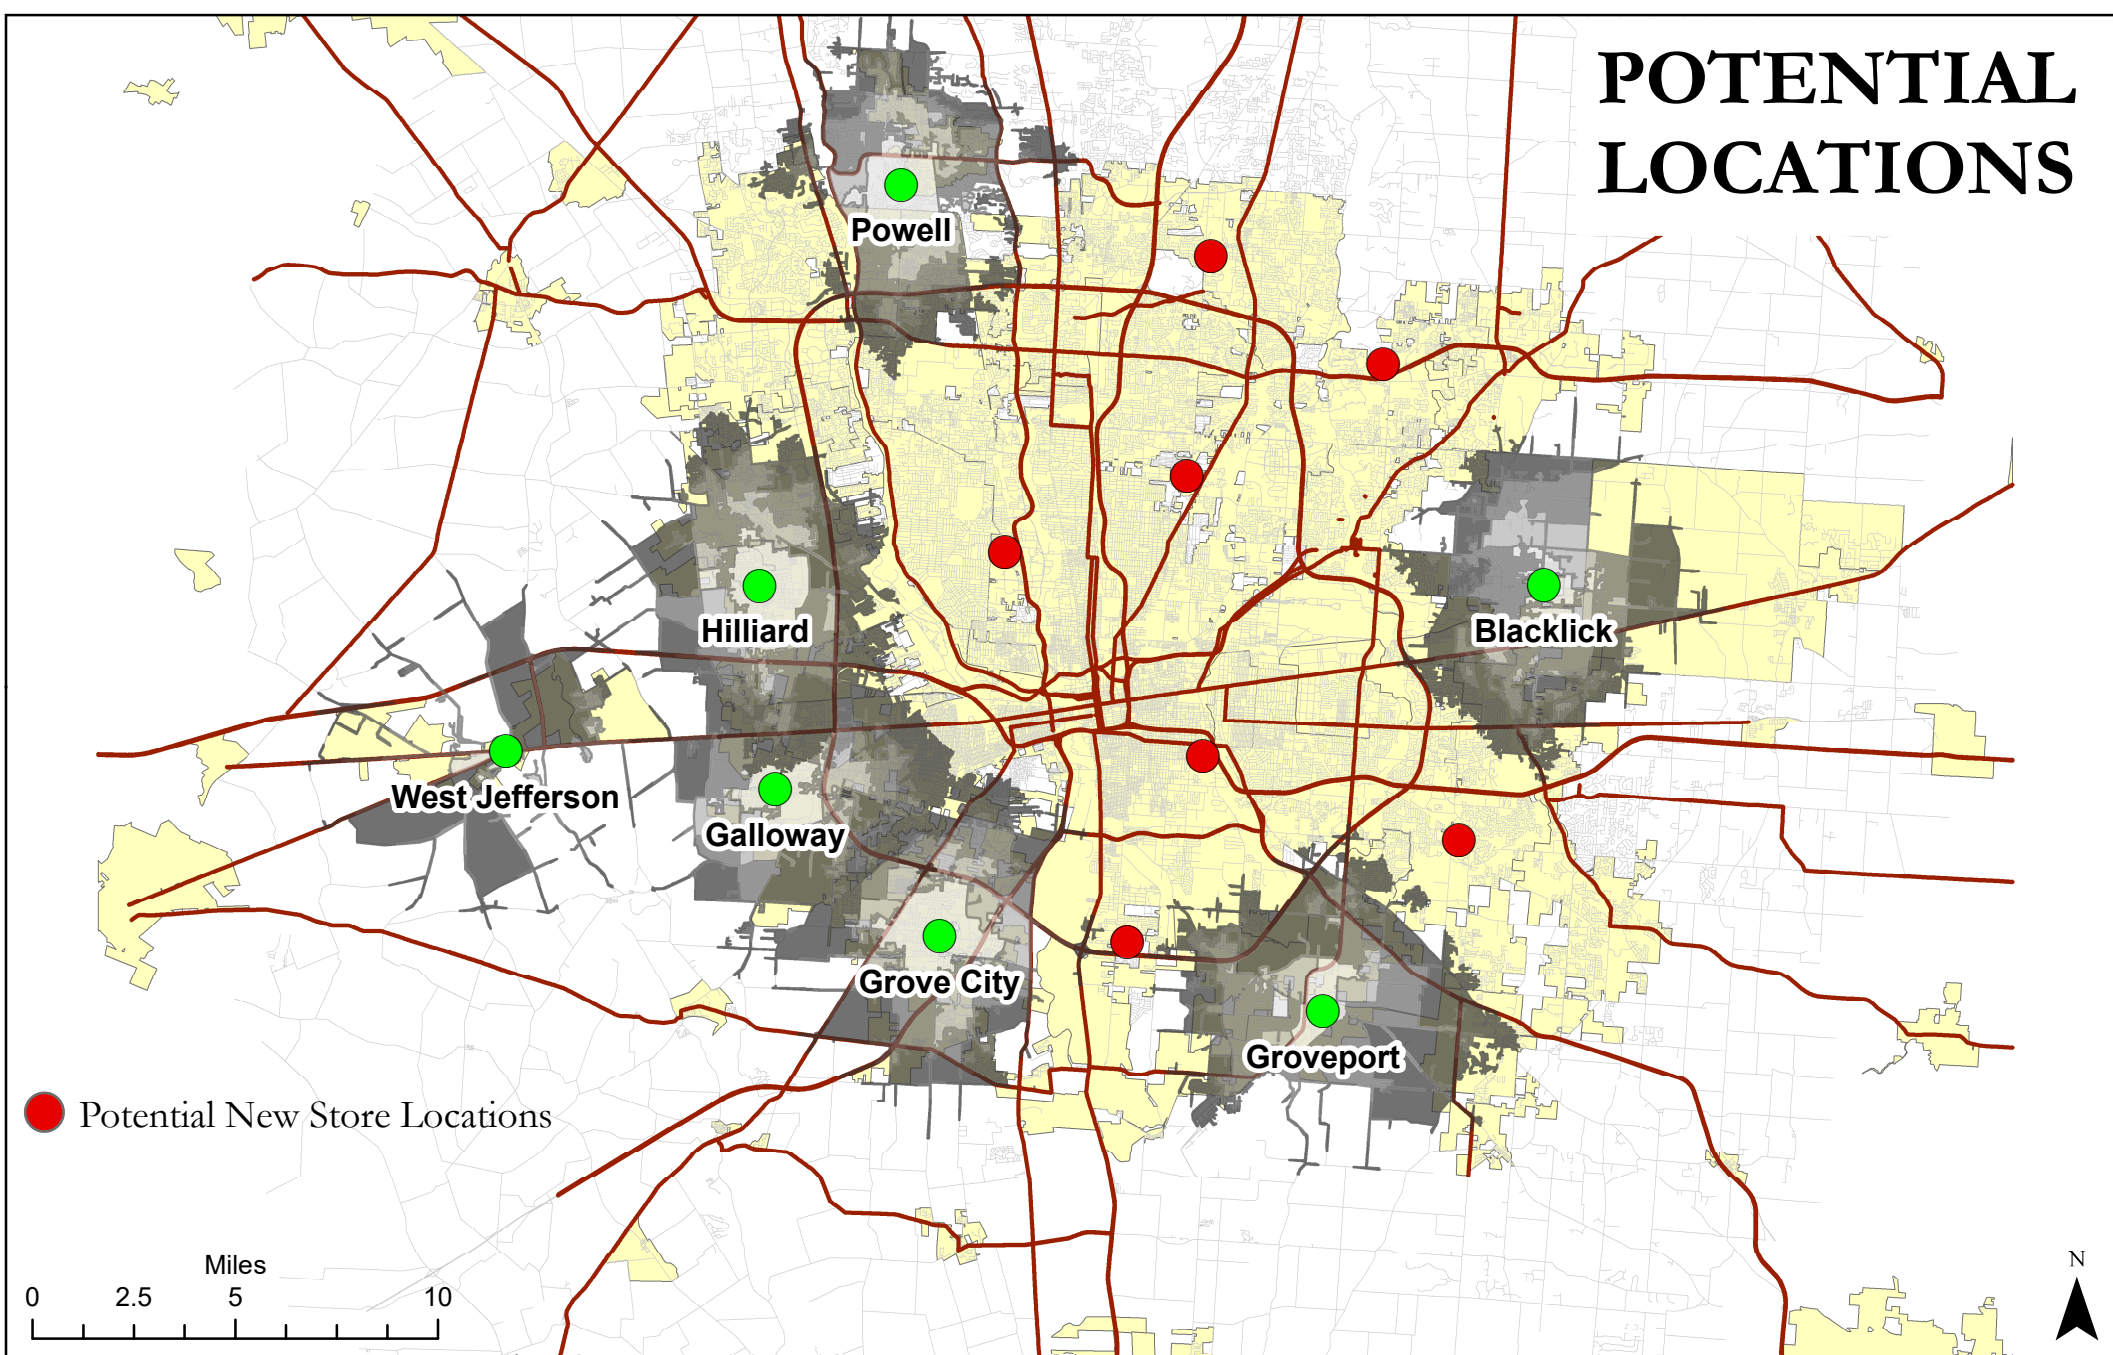 POTENTIAL
LOCATIONS
Powell
Hilliard
Blacklick
West Jefferson
Galloway
Grove City
Groveport
Potential New Store Locations
Miles
0 2.5 5 10
N